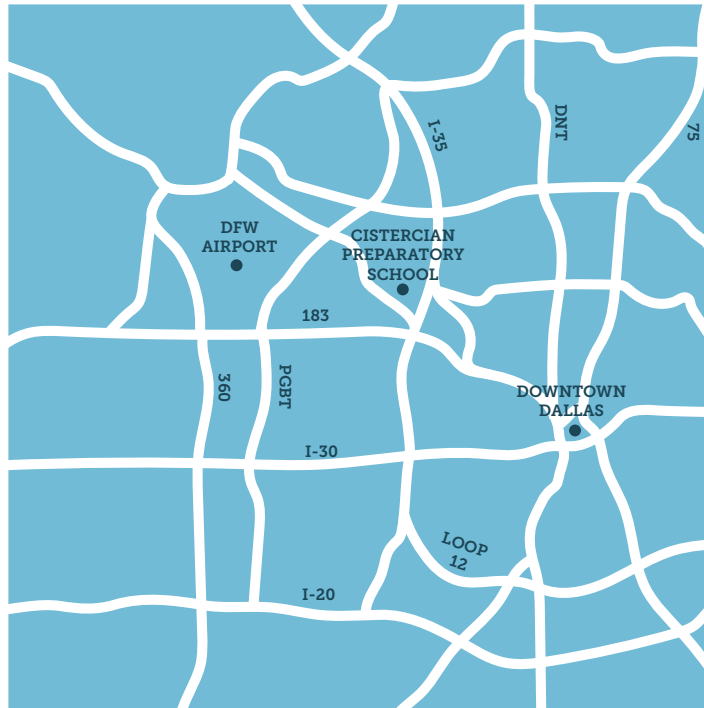 DNT
75
I-35
DFW
AIRPORT
CISTERCIAN
PREPARATORY
SCHOOL
183
360
PGBT
DOWNTOWN
DALLAS
I-30
LOOP
12
I-20